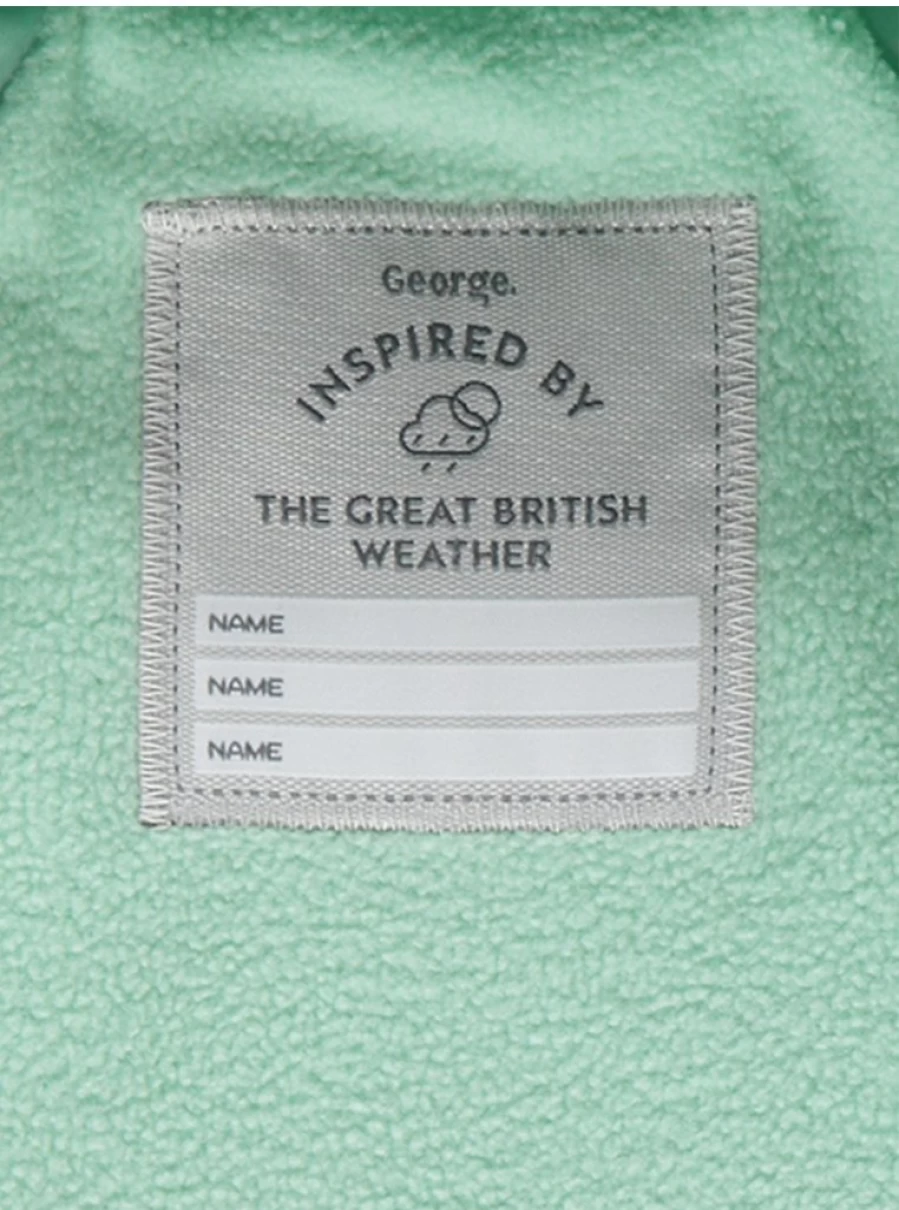 George.
INSPIRED BY
THE GREAT BRITISH
WEATHER
NAME
NAME
NAME